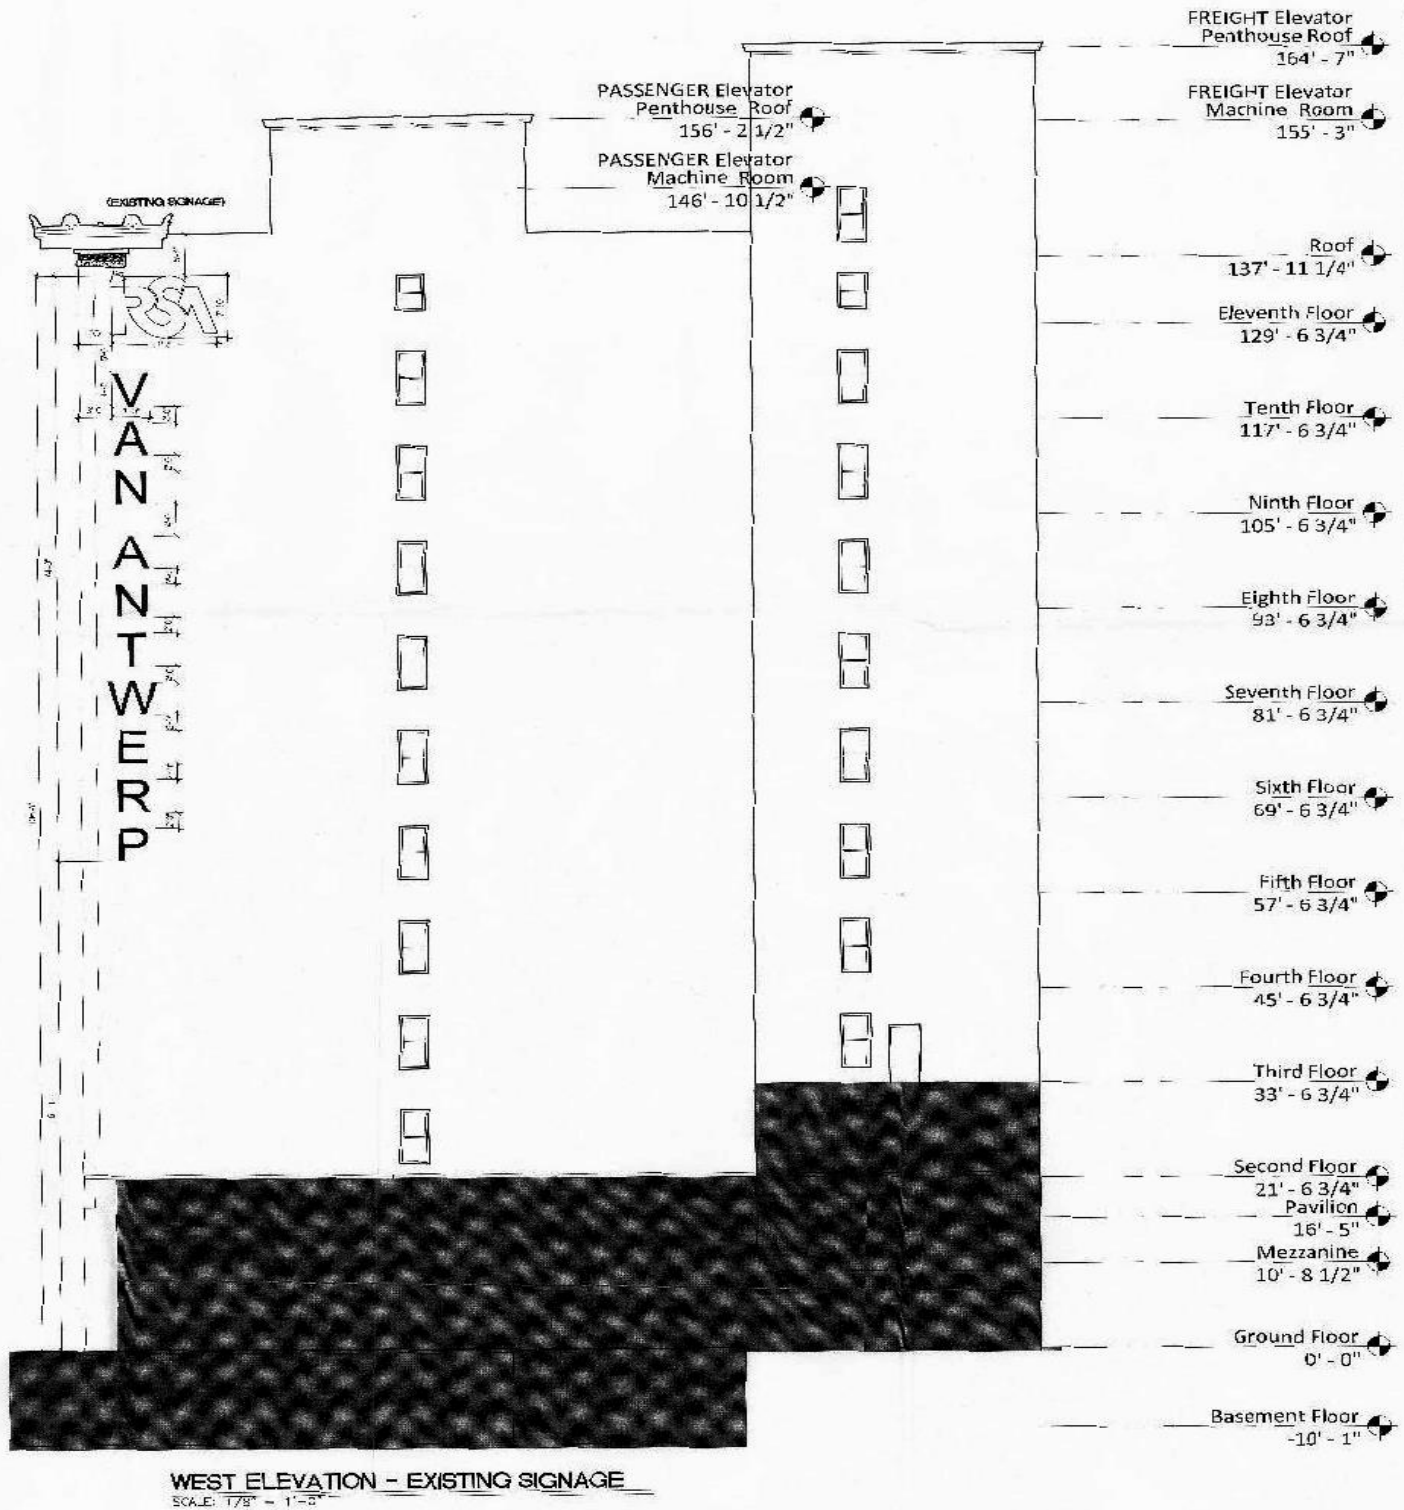 FREIGHT Elevator
Penthouse Roof
164' - 7"
PASSENGER Elevator
Penthouse Roof
156' - 2 1/2"
FREIGHT Elevator
Machine Room
155' - 3"
PASSENGER Elevator
Machine Room
146' - 10 1/2"
(EXISTING SIGNAGE)
Roof
137' - 11 1/4"
RSA
Eleventh Floor
129' - 6 3/4"
V
A
N
A
N
T
W
E
R
P
Tenth Floor
117' - 6 3/4"
Ninth Floor
105' - 6 3/4"
Eighth Floor
93' - 6 3/4"
Seventh Floor
81' - 6 3/4"
Sixth Floor
69' - 6 3/4"
Fifth Floor
57' - 6 3/4"
Fourth Floor
45' - 6 3/4"
Third Floor
33' - 6 3/4"
Second Floor
21' - 6 3/4"
Pavilion
16' - 5"
Mezzanine
10' - 8 1/2"
Ground Floor
0' - 0"
Basement Floor
-10' - 1"
WEST ELEVATION - EXISTING SIGNAGE
SCALE: 1/8" = 1'-0"